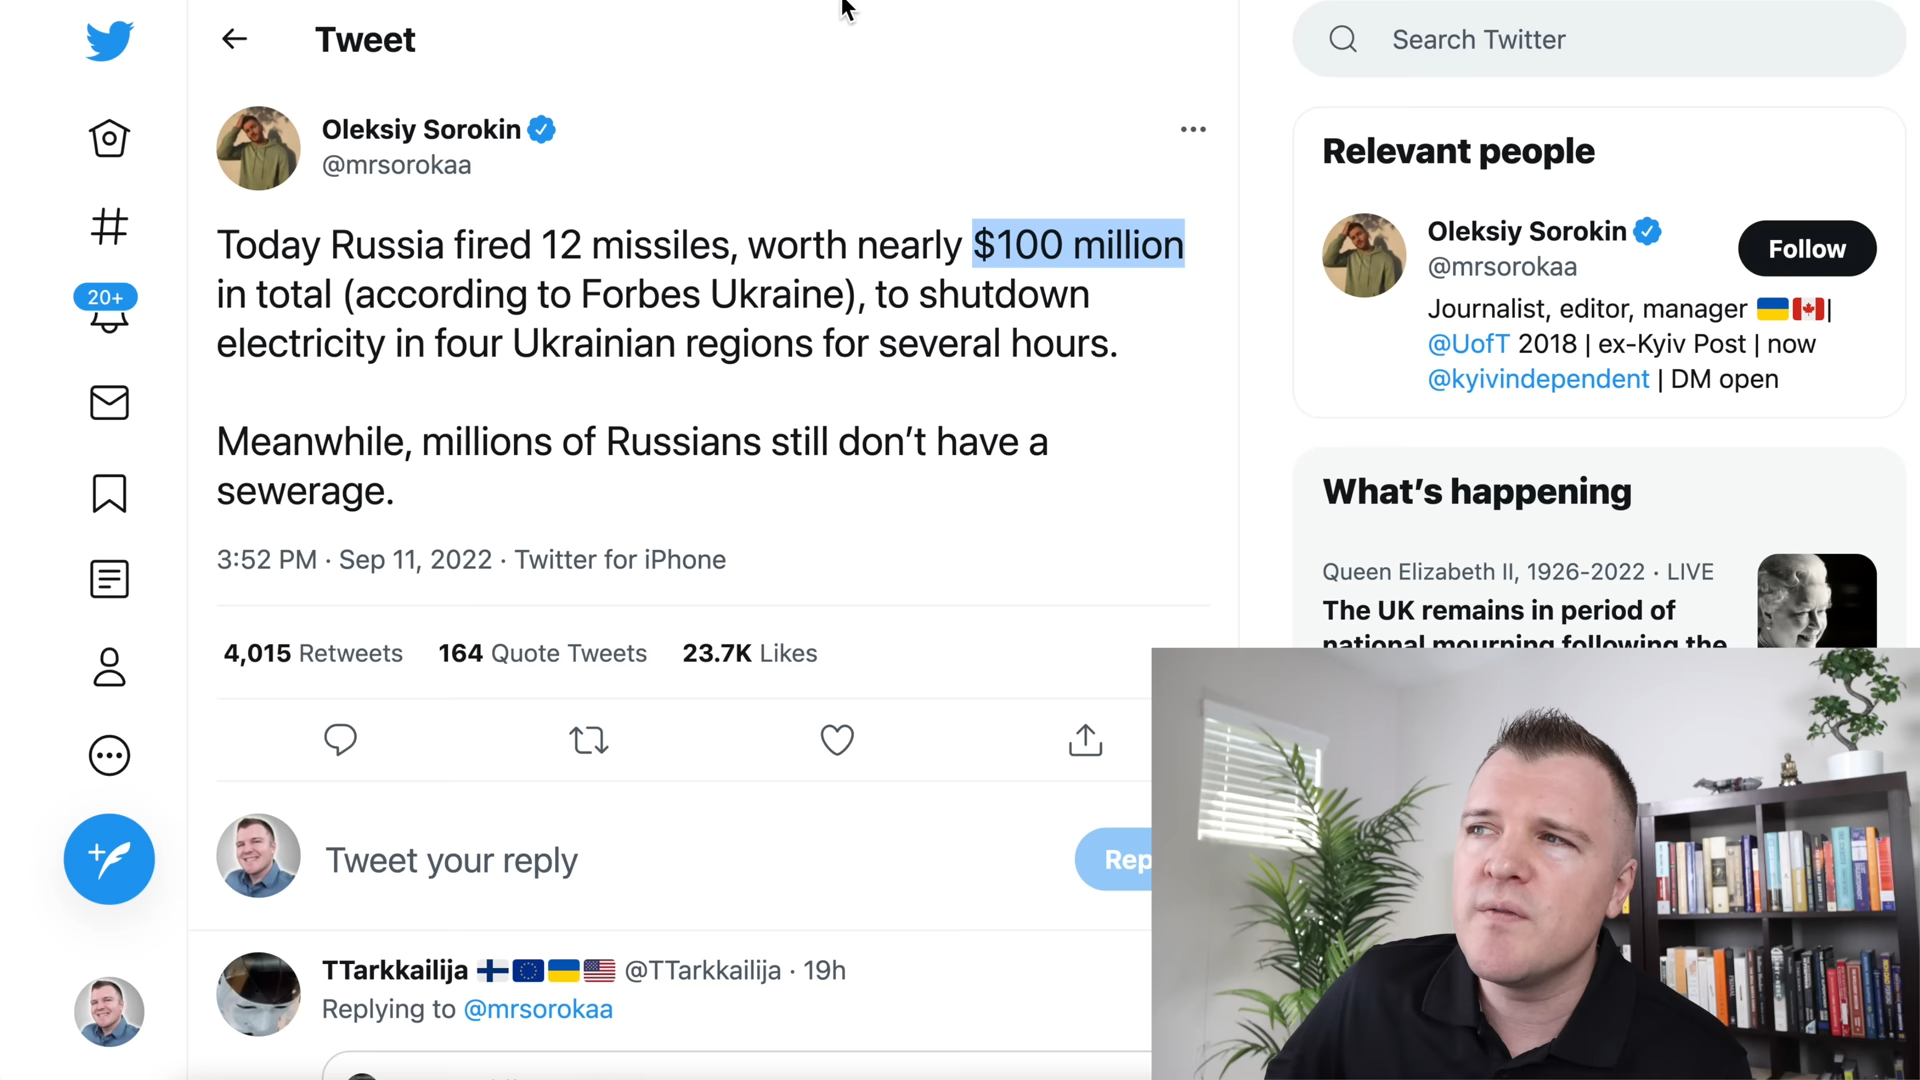 Tweet
Search Twitter
Oleksiy Sorokin
@mrsorokaa
Today Russia fired 12 missiles, worth nearly $100 million
in total (according to Forbes Ukraine), to shutdown
electricity in four Ukrainian regions for several hours.
Meanwhile, millions of Russians still don’t have a
sewerage.
3:52 PM · Sep 11, 2022 · Twitter for iPhone
4,015 Retweets 164 Quote Tweets 23.7K Likes
Tweet your reply
Rep
TTarkkailija @TTarkkailija · 19h
Replying to @mrsorokaa
20+
Relevant people
Oleksiy Sorokin
@mrsorokaa
Follow
Journalist, editor, manager |
@UofT 2018 | ex-Kyiv Post | now
@kyivindependent | DM open
What’s happening
Queen Elizabeth II, 1926-2022 · LIVE
The UK remains in period of
national mourning following the